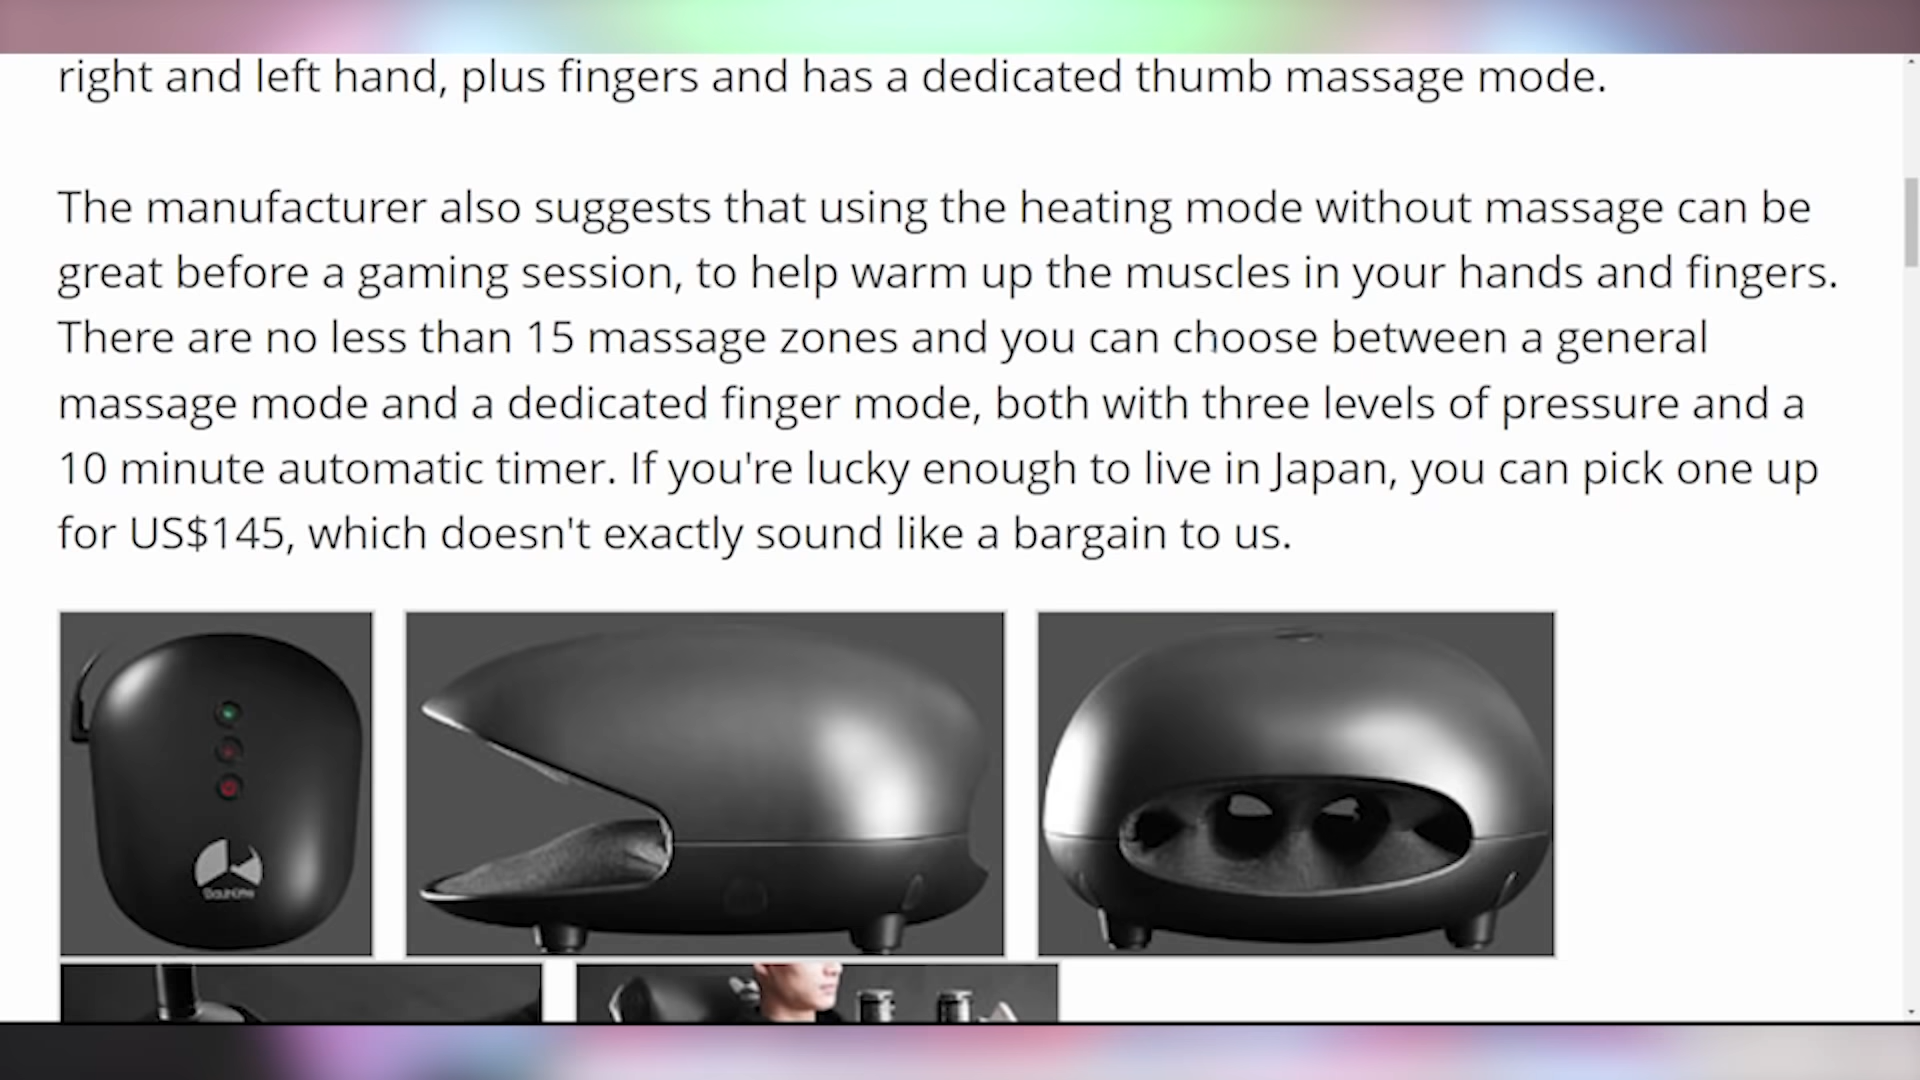 right and left hand, plus fingers and has a dedicated thumb massage mode.
The manufacturer also suggests that using the heating mode without massage can be
great before a gaming session, to help warm up the muscles in your hands and fingers.
There are no less than 15 massage zones and you can choose between a general
massage mode and a dedicated finger mode, both with three levels of pressure and a
10 minute automatic timer. If you're lucky enough to live in Japan, you can pick one up
for US$145, which doesn't exactly sound like a bargain to us.